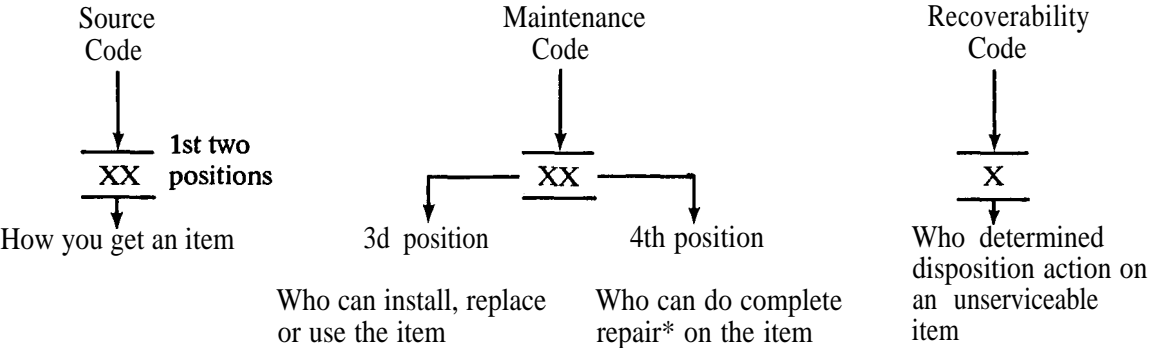 Source
Code
Maintenance
Code
Recoverability
Code
XX
1st two
positions
XX
X
How you get an item
3d position
4th position
Who determined
disposition action on
an unserviceable
item
Who can install, replace
or use the item
Who can do complete
repair* on the item